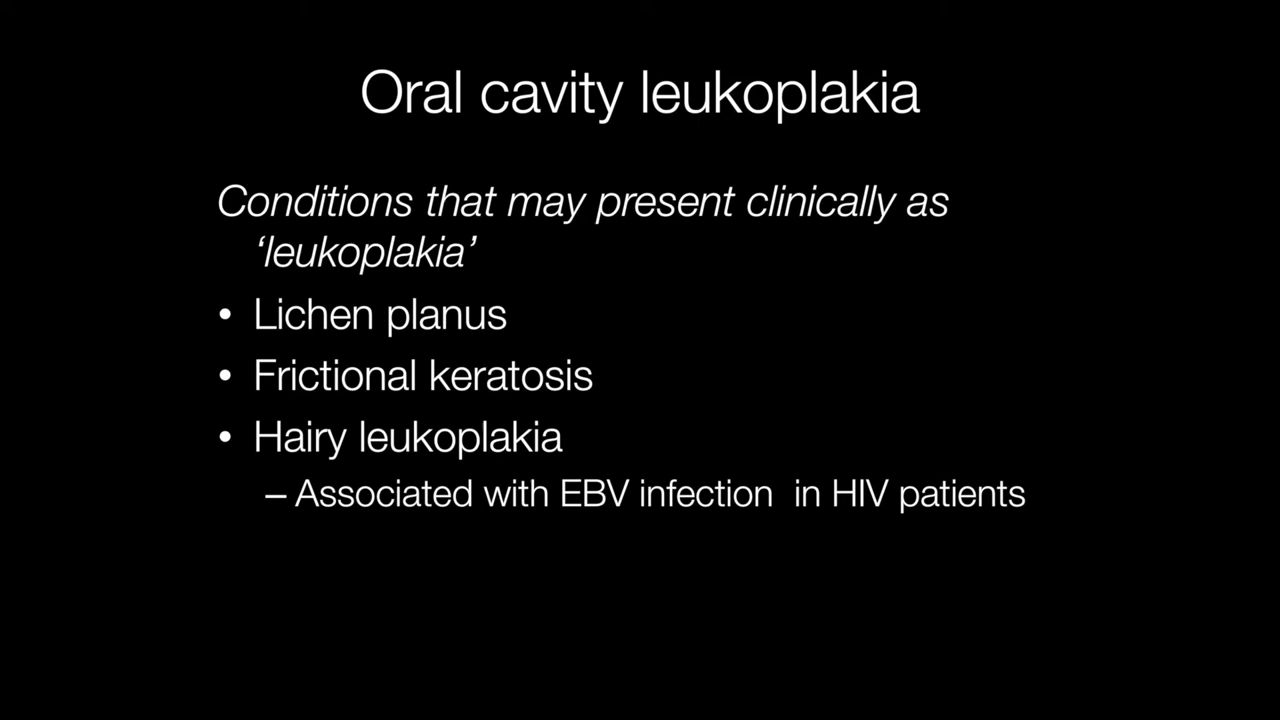 Oral cavity leukoplakia
Conditions that may present clinically as
‘leukoplakia’
• Lichen planus
• Frictional keratosis
• Hairy leukoplakia
– Associated with EBV infection  in HIV patients